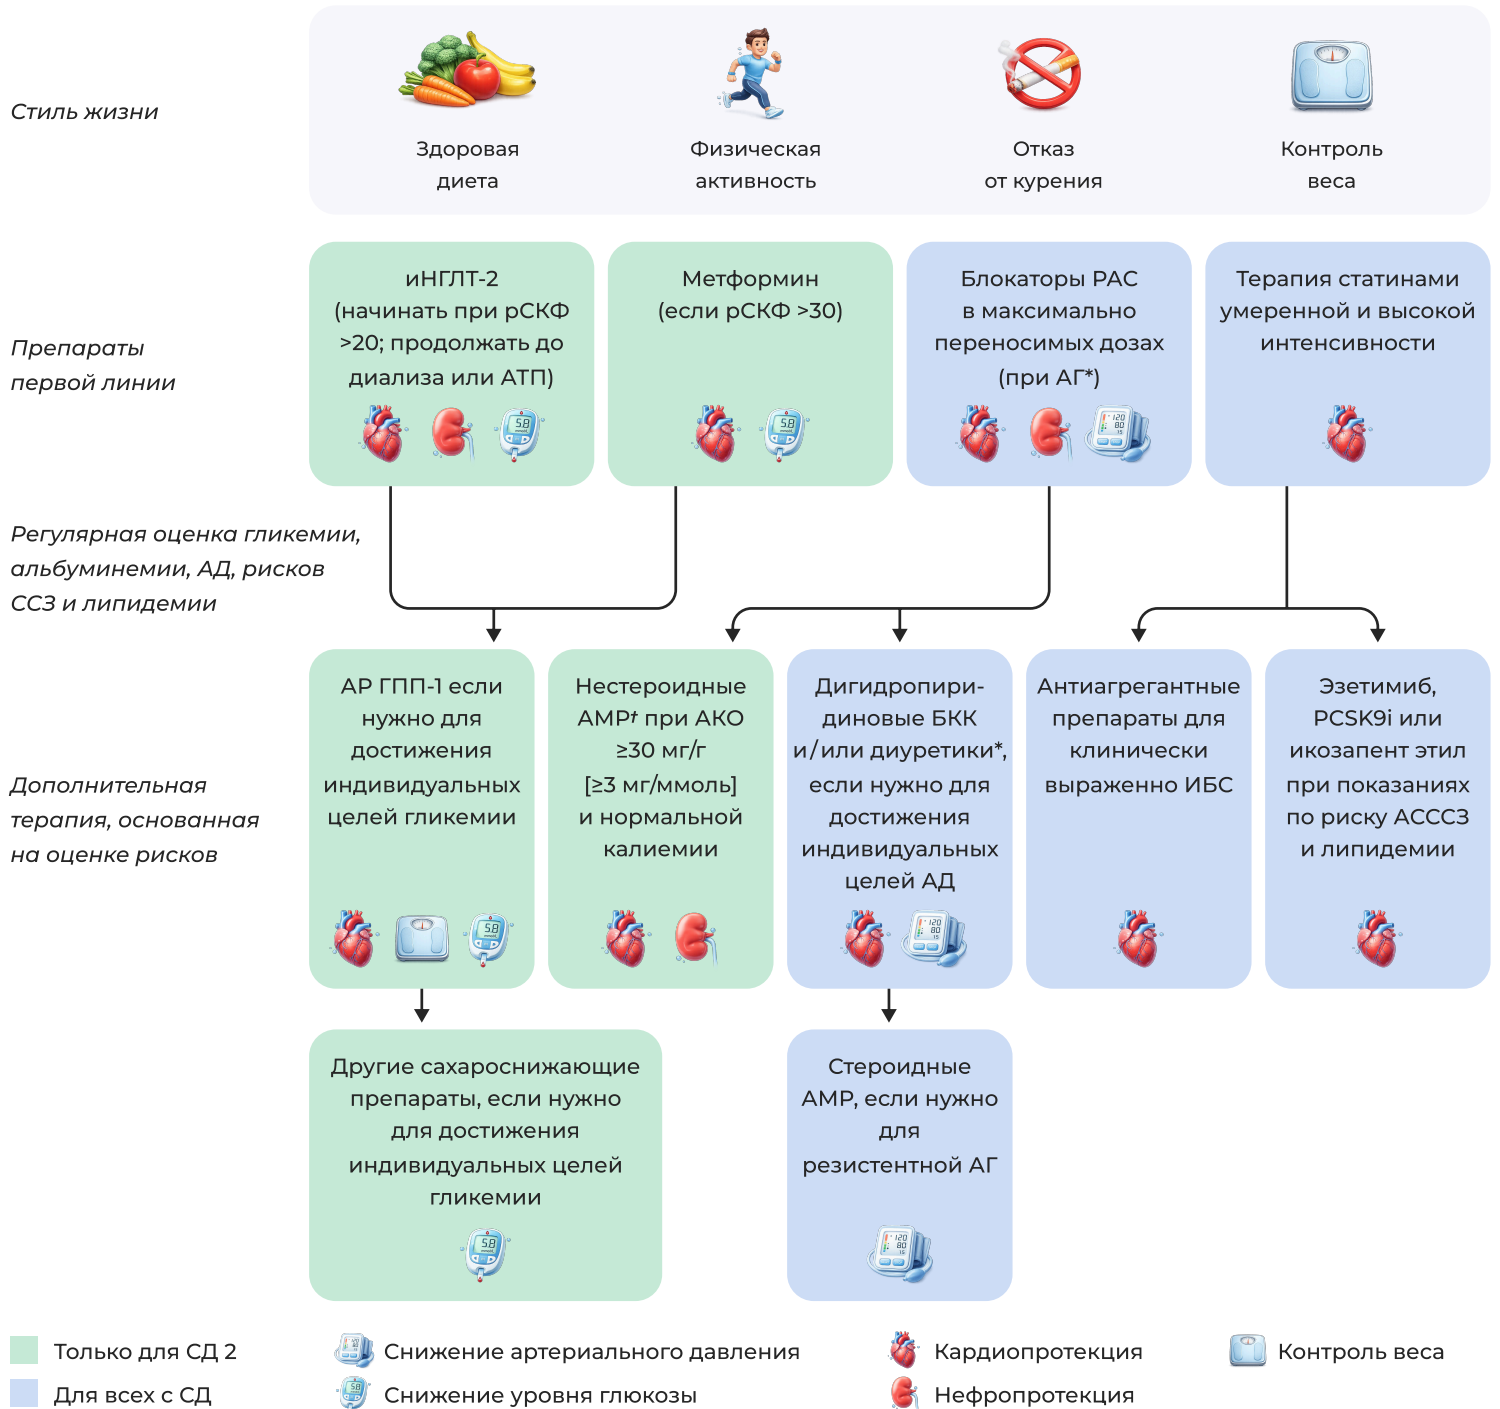 Стиль жизни
Здоровая
диета
Физическая
активность
Отказ
от курения
Контроль
веса
Препараты
первой линии
иНГЛТ-2
(начинать при рСКФ
>20; продолжать до
диализа или АТП)
Метформин
(если рСКФ >30)
Блокаторы РАС
в максимально
переносимых дозах
(при АГ*)
Терапия статинами
умеренной и высокой
интенсивности
Регулярная оценка гликемии,
альбуминемии, АД, рисков
ССЗ и липидемии
Дополнительная
терапия, основанная
на оценке рисков
АР ГПП-1 если
нужно для
достижения
индивидуальных
целей гликемии
Нестероидные
АМР† при АКО
≥30 мг/г
[≥3 мг/ммоль]
и нормальной
калиемии
Дигидропири-
диновые БКК
и/или диуретики*,
если нужно для
достижения
индивидуальных
целей АД
Антиагрегантные
препараты для
клинически
выраженно ИБС
Эзетимиб,
PCSK9i или
икозапент этил
при показаниях
по риску АСССЗ
и липидемии
Другие сахароснижающие
препараты, если нужно
для достижения
индивидуальных целей
гликемии
Стероидные
АМР, если нужно
для
резистентной АГ
Только для СД 2
Для всех с СД
Снижение артериального давления
Снижение уровня глюкозы
Кардиопротекция
Нефропротекция
Контроль веса